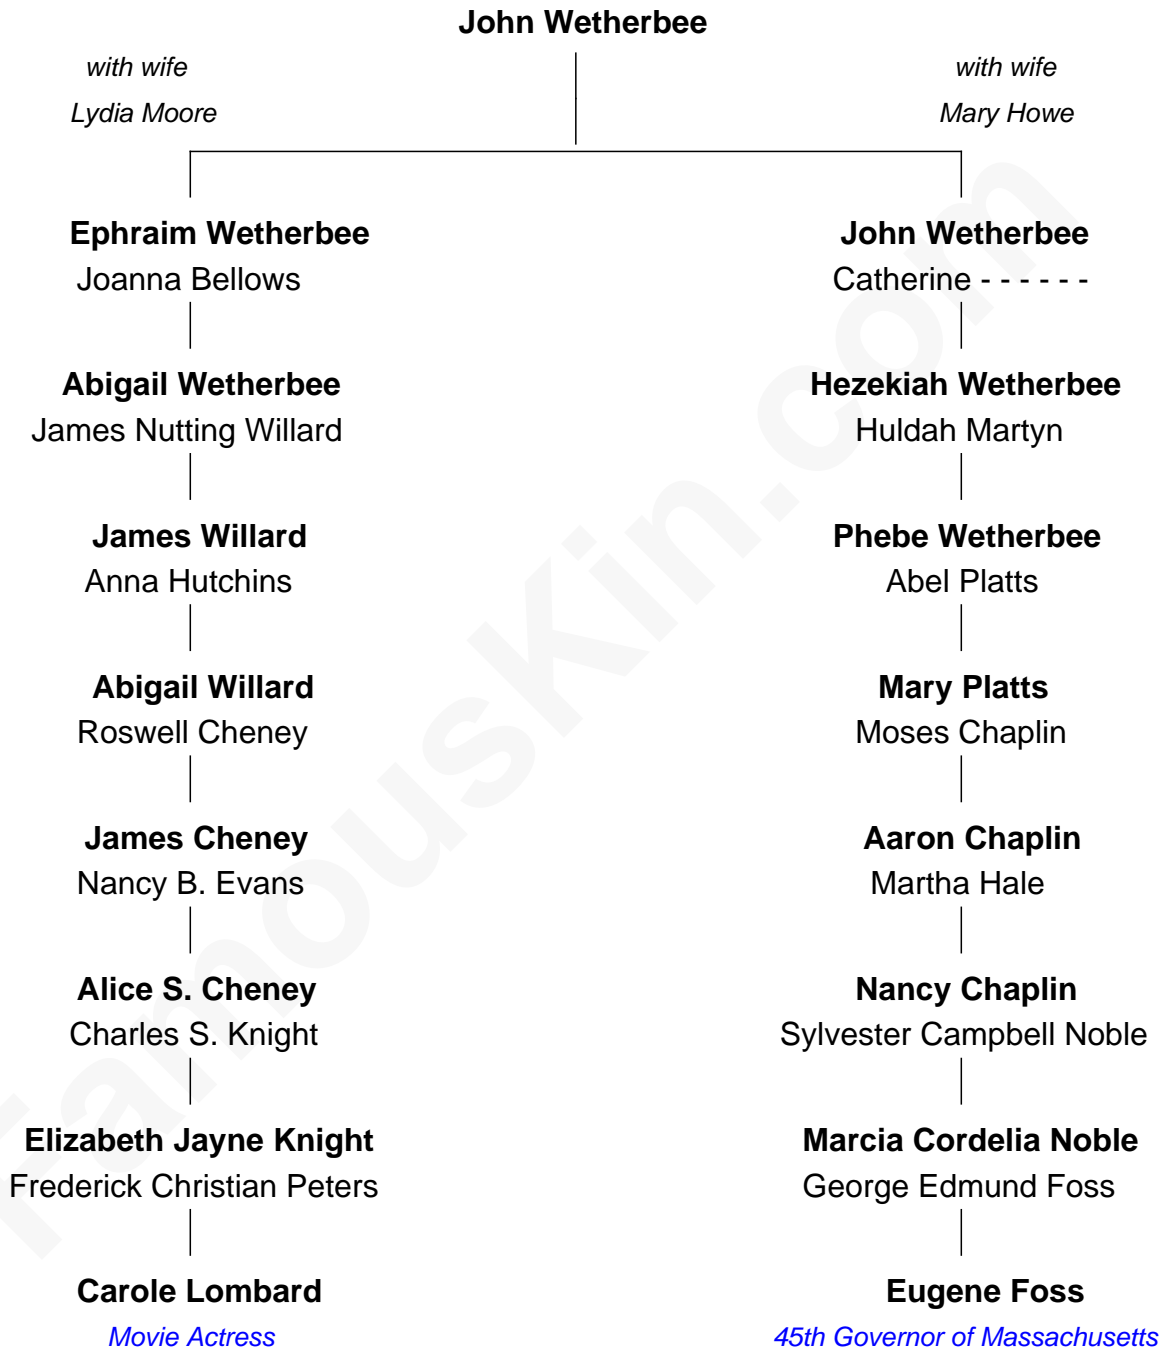 John Wetherbee
with wife
Lydia Moore
with wife
Mary Howe
Ephraim Wetherbee
Joanna Bellows
John Wetherbee
Catherine - - - - - -
Abigail Wetherbee
James Nutting Willard
Hezekiah Wetherbee
Huldah Martyn
James Willard
Anna Hutchins
Phebe Wetherbee
Abel Platts
Abigail Willard
Roswell Cheney
Mary Platts
Moses Chaplin
James Cheney
Nancy B. Evans
Aaron Chaplin
Martha Hale
Alice S. Cheney
Charles S. Knight
Nancy Chaplin
Sylvester Campbell Noble
Elizabeth Jayne Knight
Frederick Christian Peters
Marcia Cordelia Noble
George Edmund Foss
Carole Lombard
Movie Actress
Eugene Foss
45th Governor of Massachusetts
FamousKin.com